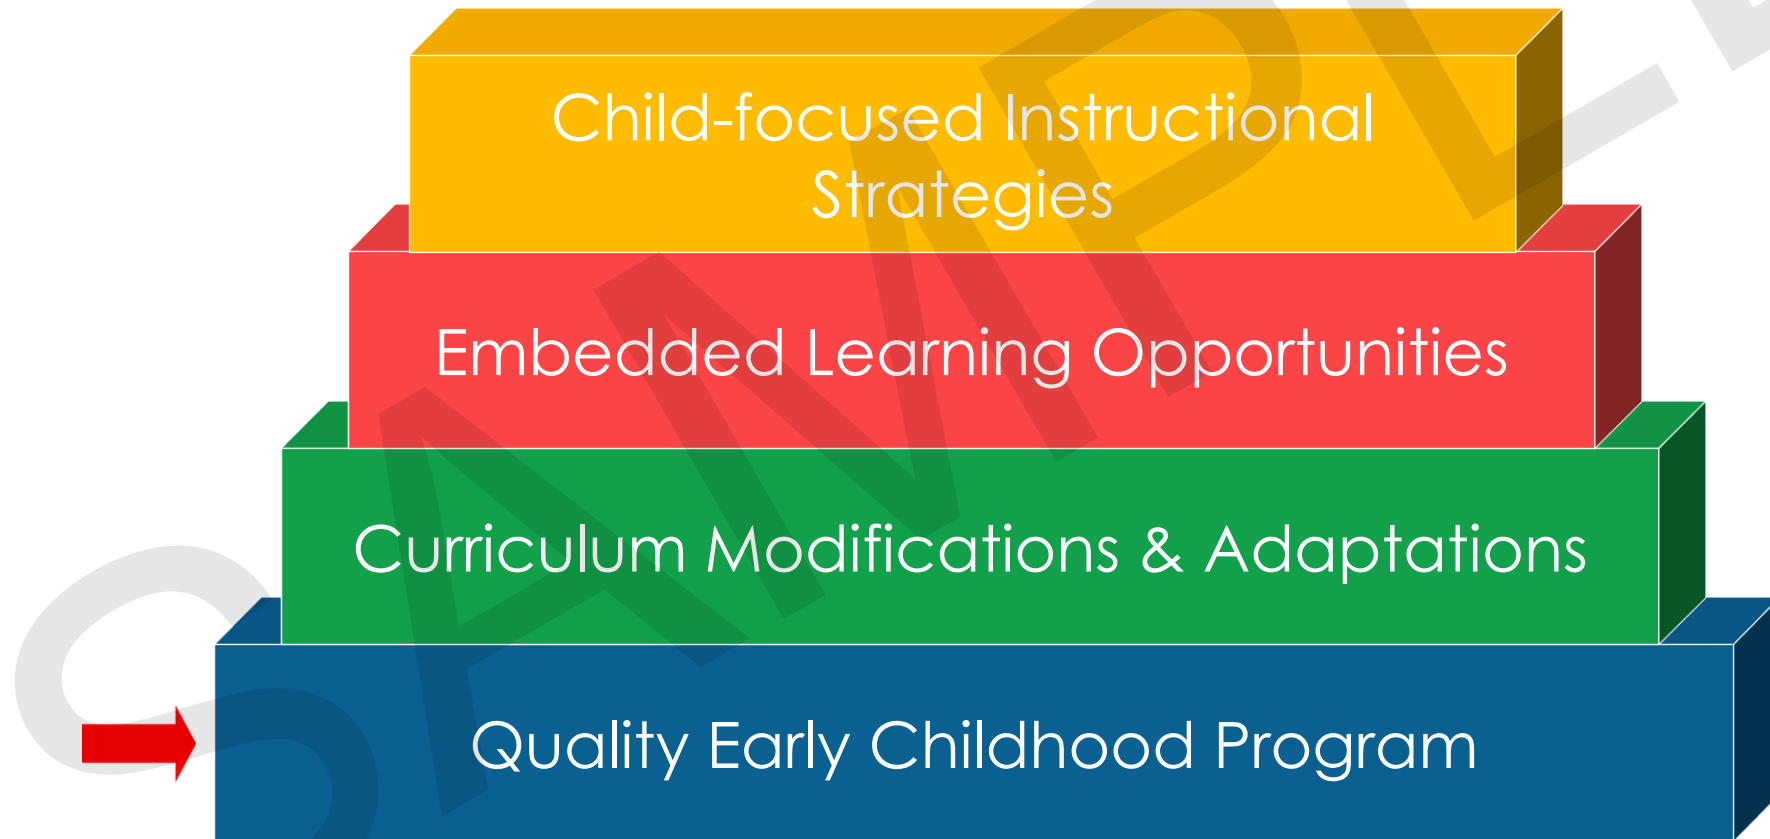 Child-focused Instructional
Strategies
Embedded Learning Opportunities
Curriculum Modifications & Adaptations
Quality Early Childhood Program
SAMPLE